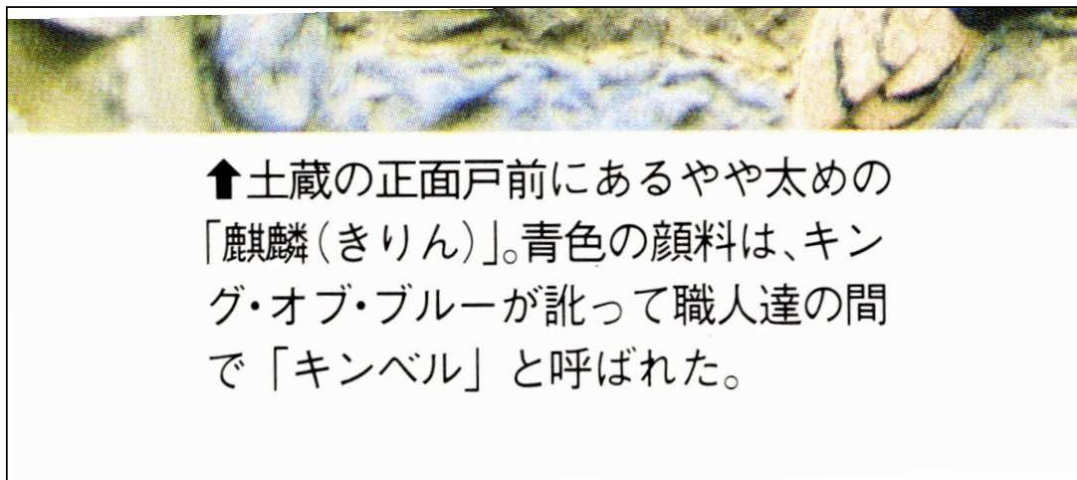 ⬆土蔵の正面戸前にあるやや太めの
「麒麟(きりん)」。青色の顔料は、キン
グ・オブ・ブルーが訛って職人達の間
で「キンベル」と呼ばれた。